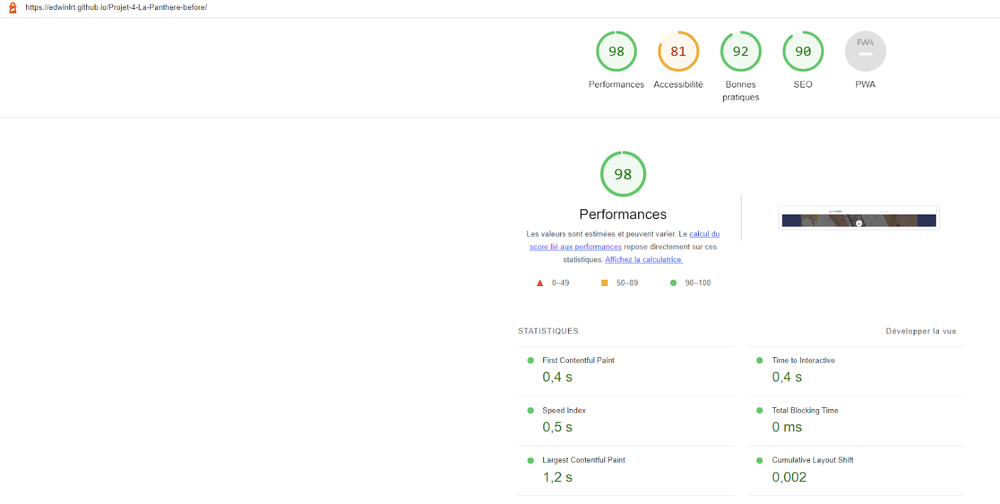 https://edwinlrt.github.io/Projet-4-La-Panthere-before/
98
81
92
90
PWA
Performances
Accessibilité
Bonnes
pratiques
SEO
PWA
98
Performances
Les valeurs sont estimées et peuvent varier. Le calcul du
score lié aux performances repose directement sur ces
statistiques. Affichez la calculatrice.
0–49
50–89
90–100
STATISTIQUES
Développer la vue
First Contentful Paint
0,4 s
Time to Interactive
0,4 s
Speed Index
0,5 s
Total Blocking Time
0 ms
Largest Contentful Paint
1,2 s
Cumulative Layout Shift
0,002